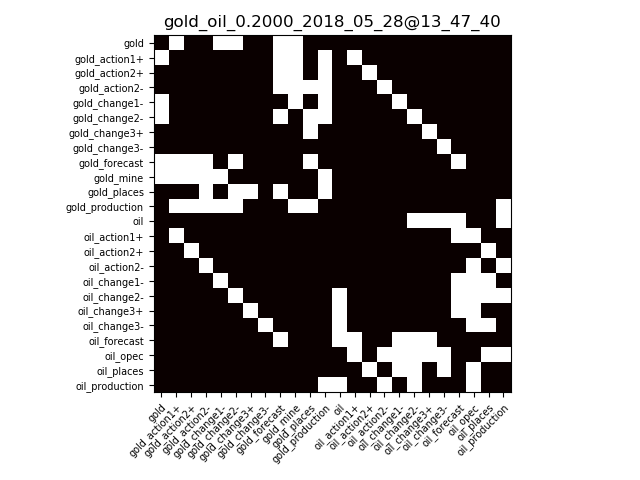 gold_oil_0.2000_2018_05_28@13_47_40
gold
gold_action1+
gold_action2+
gold_action2-
gold_change1-
gold_change2-
gold_change3+
gold_change3-
gold_forecast
gold_mine
gold_places
gold_production
oil
oil_action1+
oil_action2+
oil_action2-
oil_change1-
oil_change2-
oil_change3+
oil_change3-
oil_forecast
oil_opec
oil_places
oil_production
gold
gold_action1+
gold_action2+
gold_action2-
gold_change1-
gold_change2-
gold_change3+
gold_change3-
gold_forecast
gold_mine
gold_places
gold_production
oil
oil_action1+
oil_action2+
oil_action2-
oil_change1-
oil_change2-
oil_change3+
oil_change3-
oil_forecast
oil_opec
oil_places
oil_production